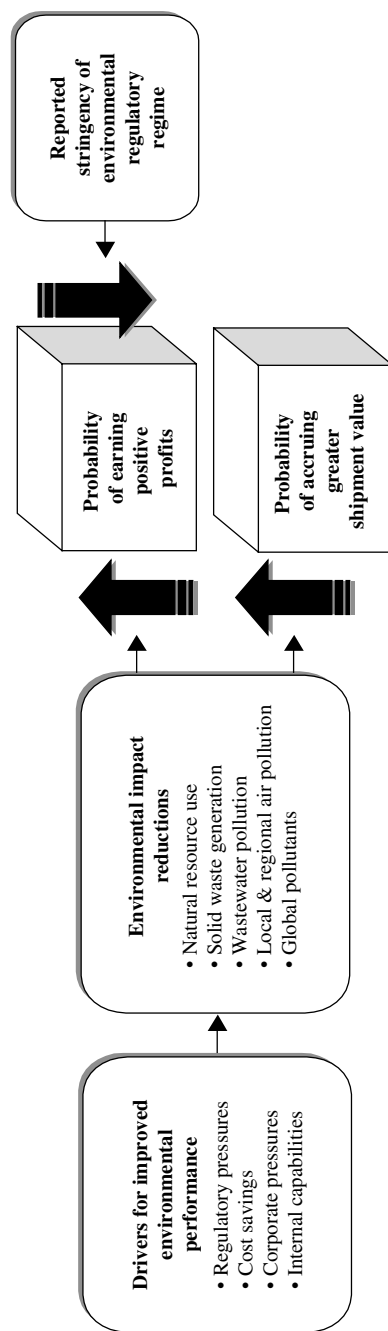 Drivers for improved
environmental
performance
• Regulatory pressures
• Cost savings
• Corporate pressures
• Internal capabilities
Environmental impact
reductions
• Natural resource use
• Solid waste generation
• Wastewater pollution
• Local & regional air pollution
• Global pollutants
Probability
of earning
positive
profits
Probability
of accruing
greater
shipment value
Reported
stringency of
environmental
regulatory
regime